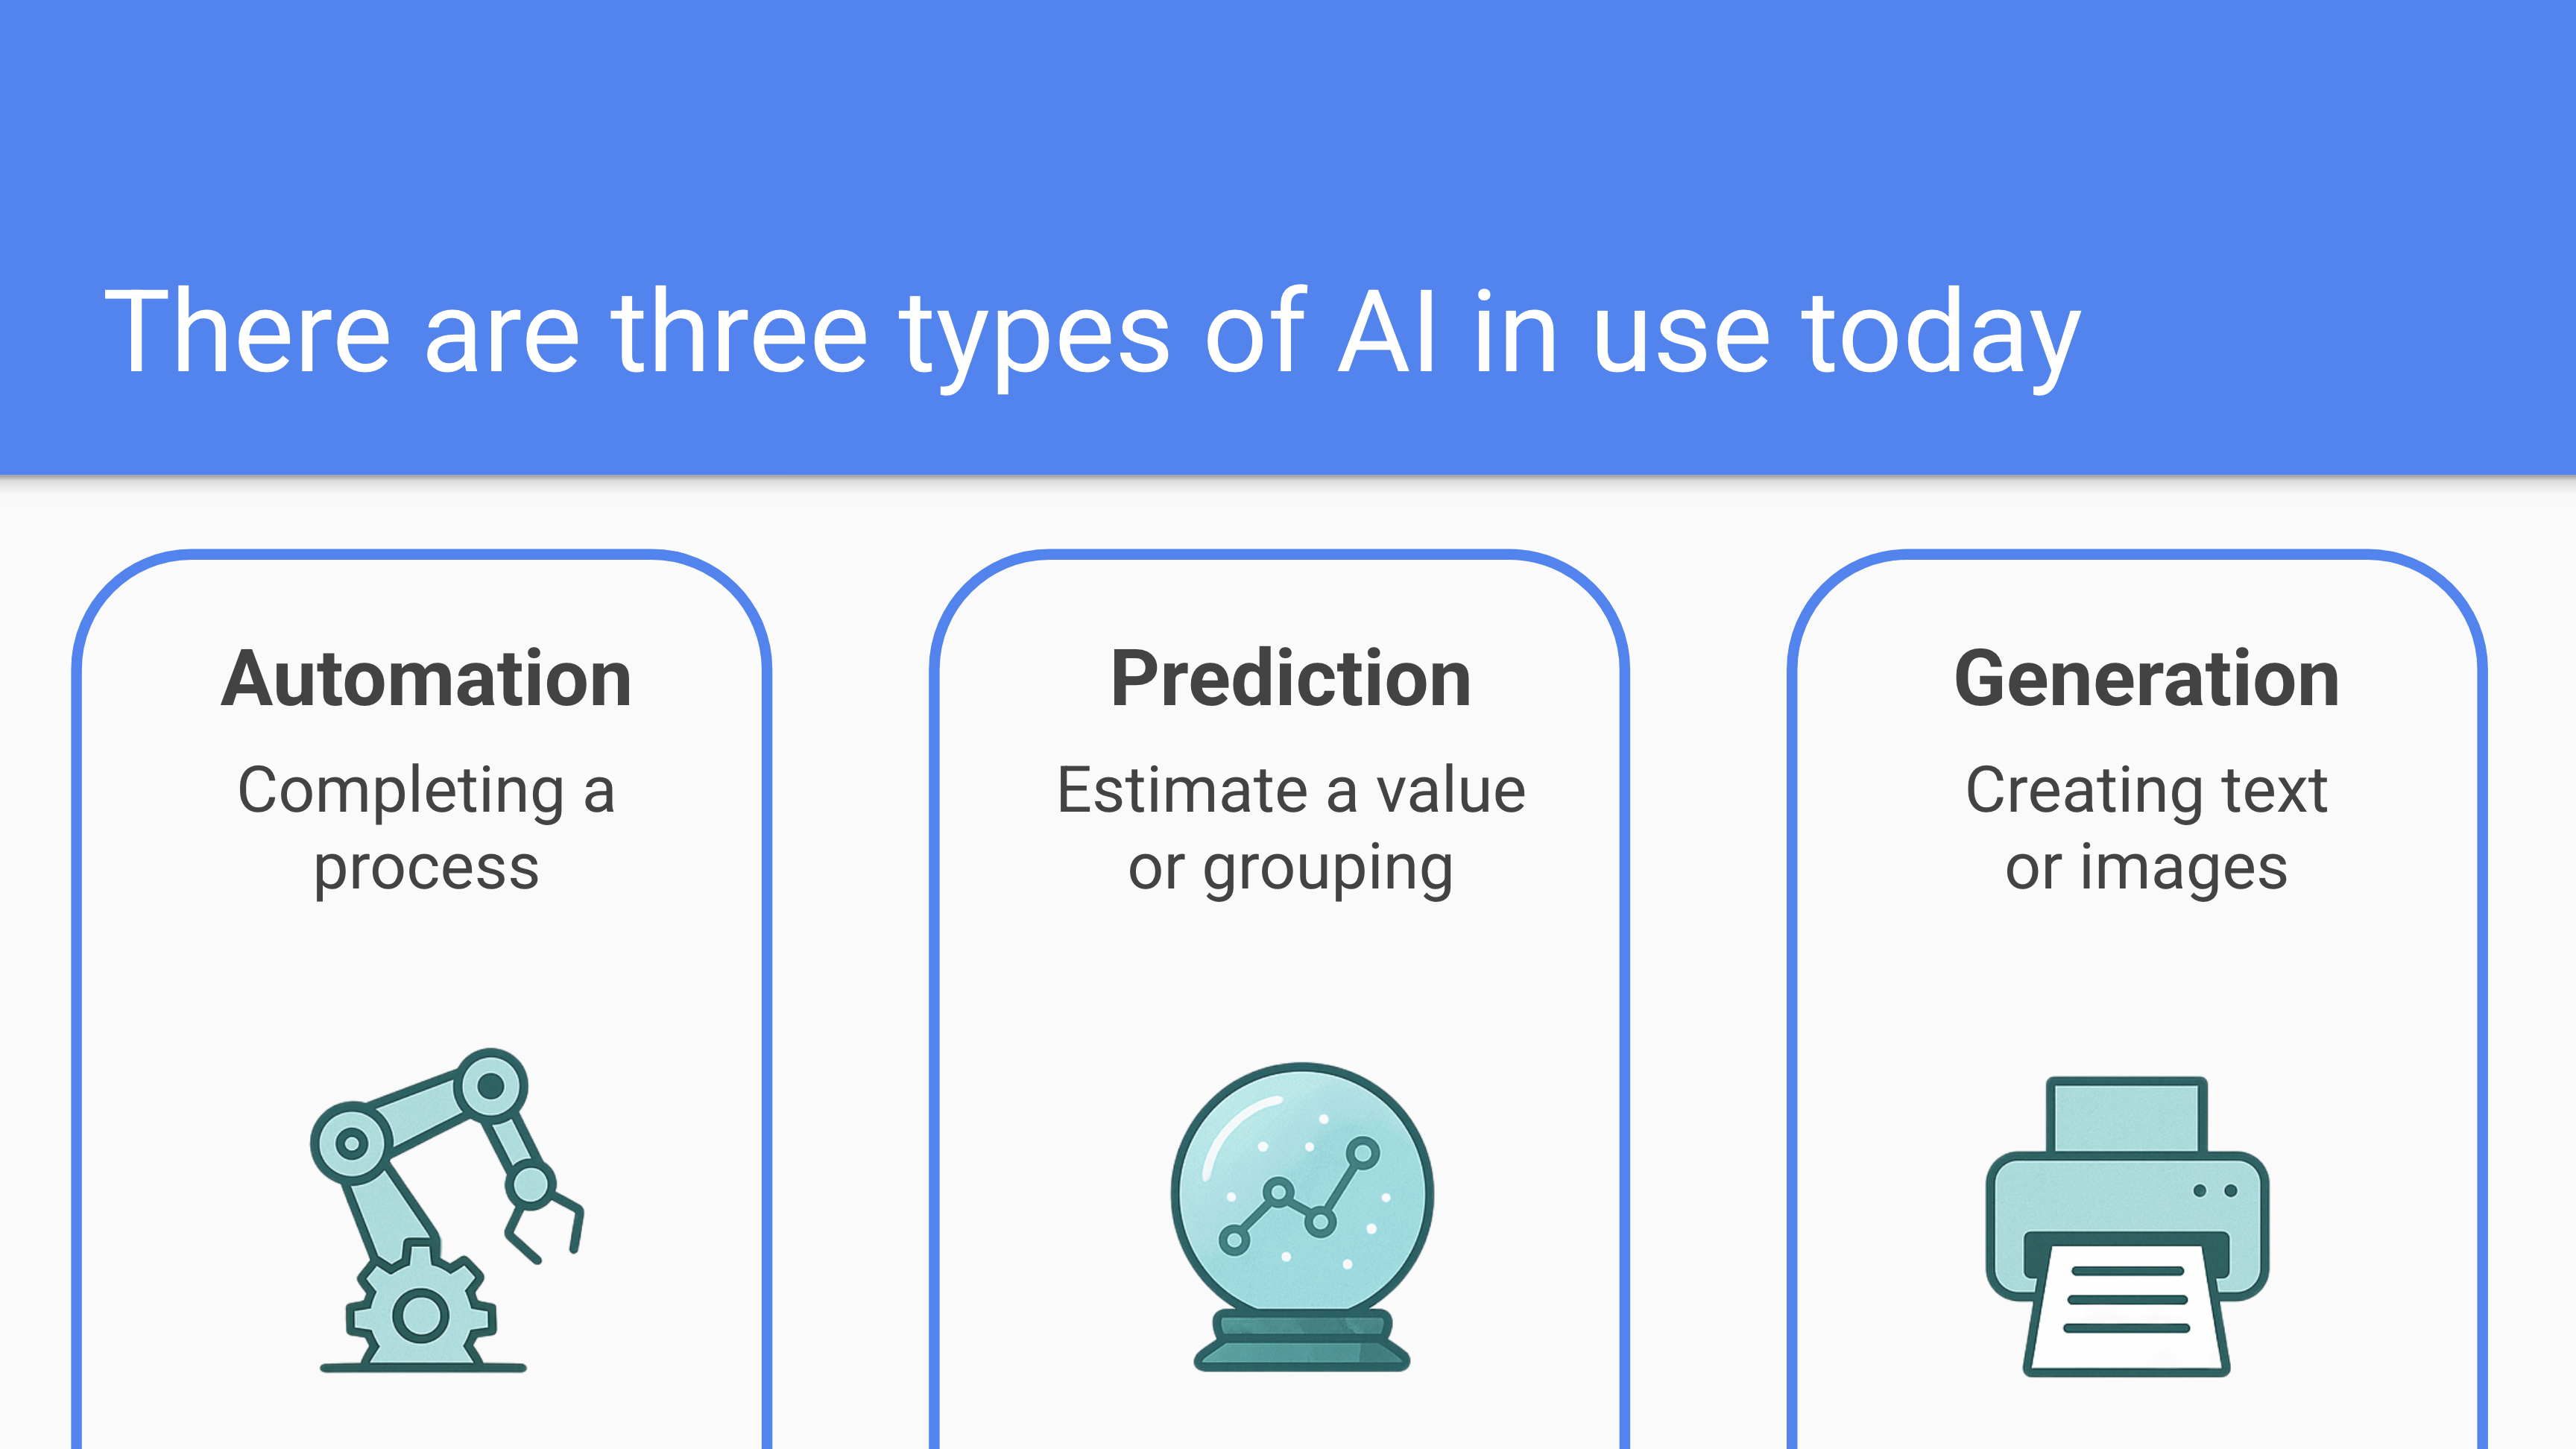 There are three types of AI in use today
Automation
Completing a
process
Prediction
Estimate a value
or grouping
Generation
Creating text
or images